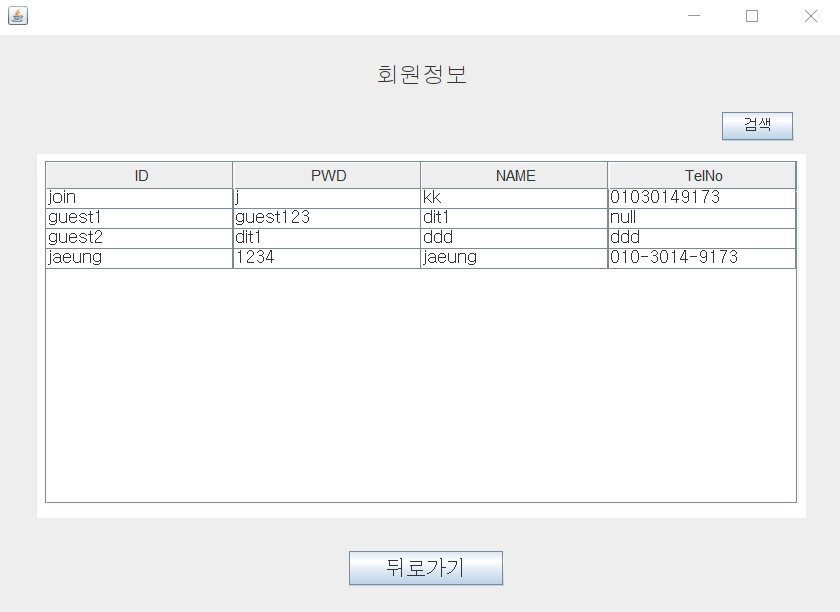 회원정보
검색
ID PWD NAME TelNo
join j kk 01030149173
guest1 guest123 dit1 null
guest2 dit1 ddd ddd
jaeung 1234 jaeung 010-3014-9173
뒤로가기